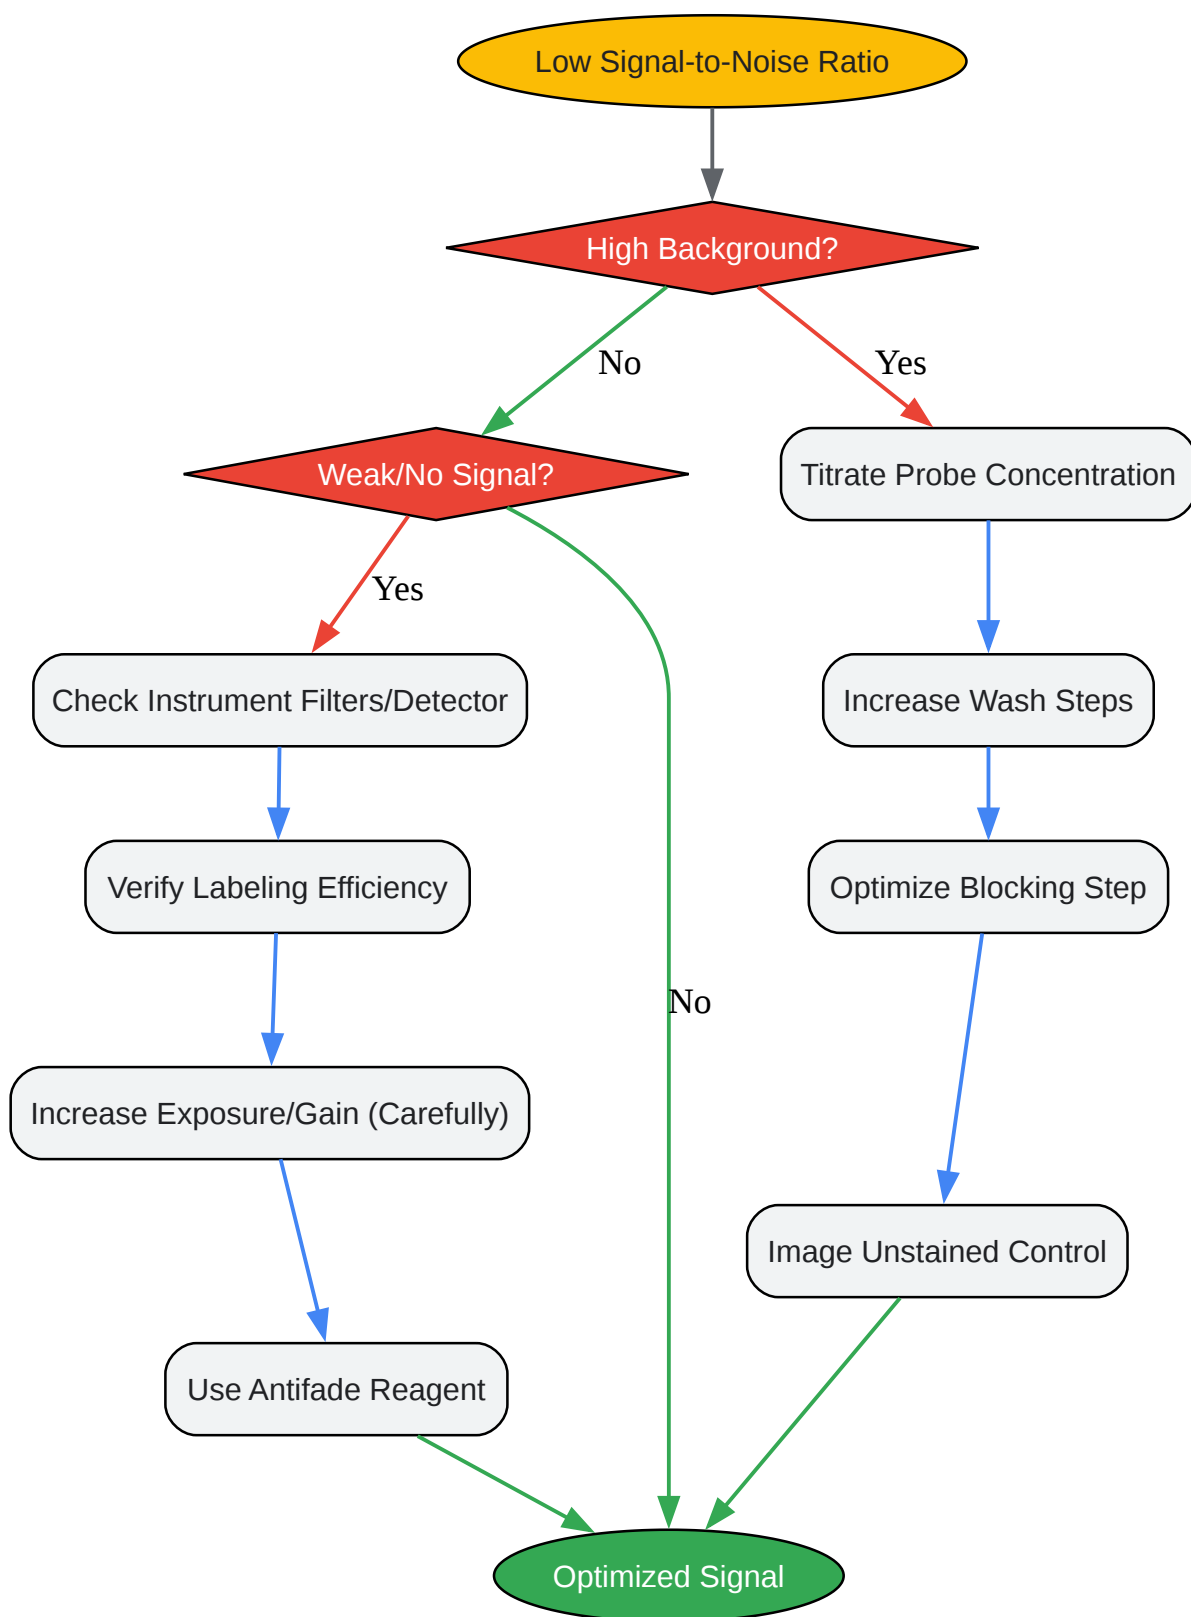 Low Signal-to-Noise Ratio
High Background?
No
Yes
Weak/No Signal?
Titrate Probe Concentration
Yes
Check Instrument Filters/Detector
Increase Wash Steps
Verify Labeling Efficiency
Optimize Blocking Step
No
Increase Exposure/Gain (Carefully)
Image Unstained Control
Use Antifade Reagent
Optimized Signal